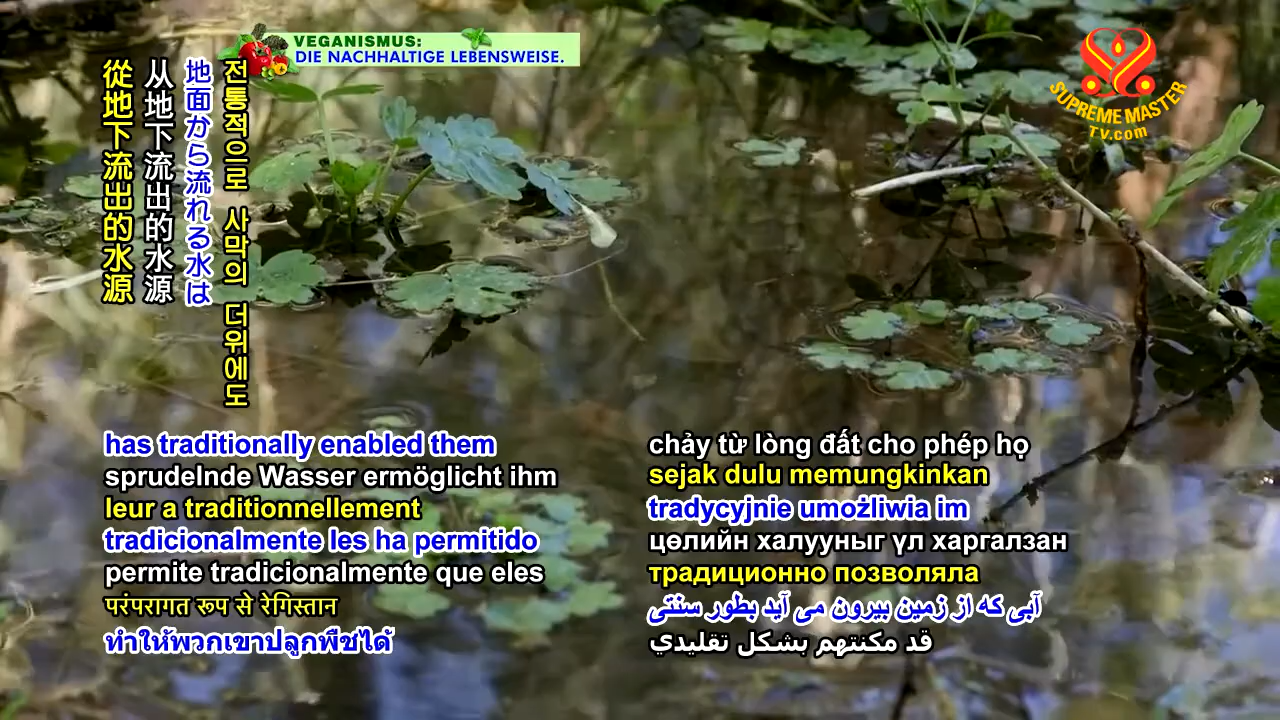 VEGANISMUS:
DIE NACHHALTIGE LEBENSWEISE.
SUPREME MASTER
TV.com
從地下流出的水源
从地下流出的水源
地面から流れる水は
전통적으로 사막의 더위에도
has traditionally enabled them
sprudelnde Wasser ermöglicht ihm
leur a traditionnellement
tradicionalmente les ha permitido
permite tradicionalmente que eles
परंपरागत रूप से रेगिस्तान
ทำให้พวกเขาปลูกพืชได้
chảy từ lòng đất cho phép họ
sejak dulu memungkinkan
tradycyjnie umożliwia im
цөлийн халууныг үл харгалзан
традиционно позволяла
آبی که از زمین بیرون می آید بطور سنتی
قد مكنتهم بشكل تقليدي